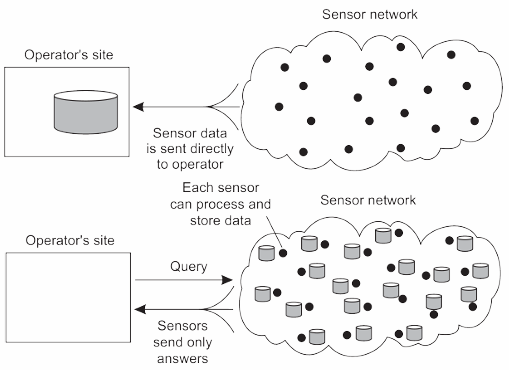 Sensor network
Operator's site
Sensor data
is sent directly
to operator
Each sensor
can process and
store data
Sensor network
Operator's site
Query
Sensors
send only
answers